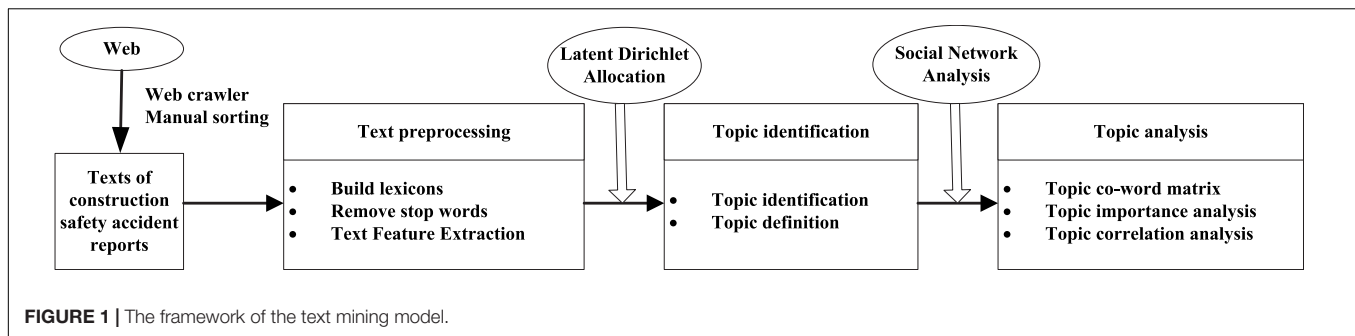 Web
Web crawler
Manual sorting
Texts of
construction
safety accident
reports
Text preprocessing
• Build lexicons
• Remove stop words
• Text Feature Extraction
Latent Dirichlet
Allocation
Topic identification
• Topic identification
• Topic definition
Social Network
Analysis
Topic analysis
• Topic co-word matrix
• Topic importance analysis
• Topic correlation analysis
FIGURE 1 | The framework of the text mining model.